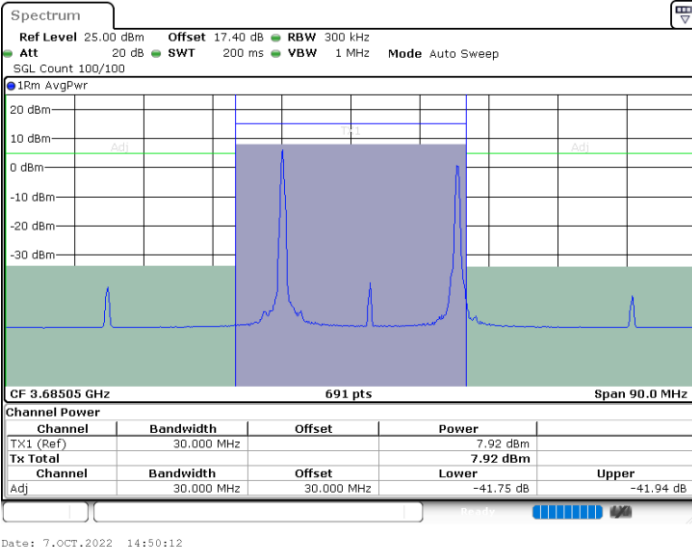 Spectrum
Ref Level 25.00 dBm Offset 17.40 dB RBW 300 kHz
Att 20 dB SWT 200 ms VBW 1 MHz Mode Auto Sweep
SGL Count 100/100
1Rm AvgPwr
20 dBm
TX1
10 dBm
Adj Adj
0 dBm
-10 dBm
-20 dBm
-30 dBm
CF 3.68505 GHz 691 pts Span 90.0 MHz
Channel Power
Channel Bandwidth Offset Power
TX1 (Ref) 30.000 MHz 7.92 dBm
Tx Total 7.92 dBm
Channel Bandwidth Offset Lower Upper
Adj 30.000 MHz 30.000 MHz -41.75 dB -41.94 dB
Ready
Date: 7.OCT.2022 14:50:12